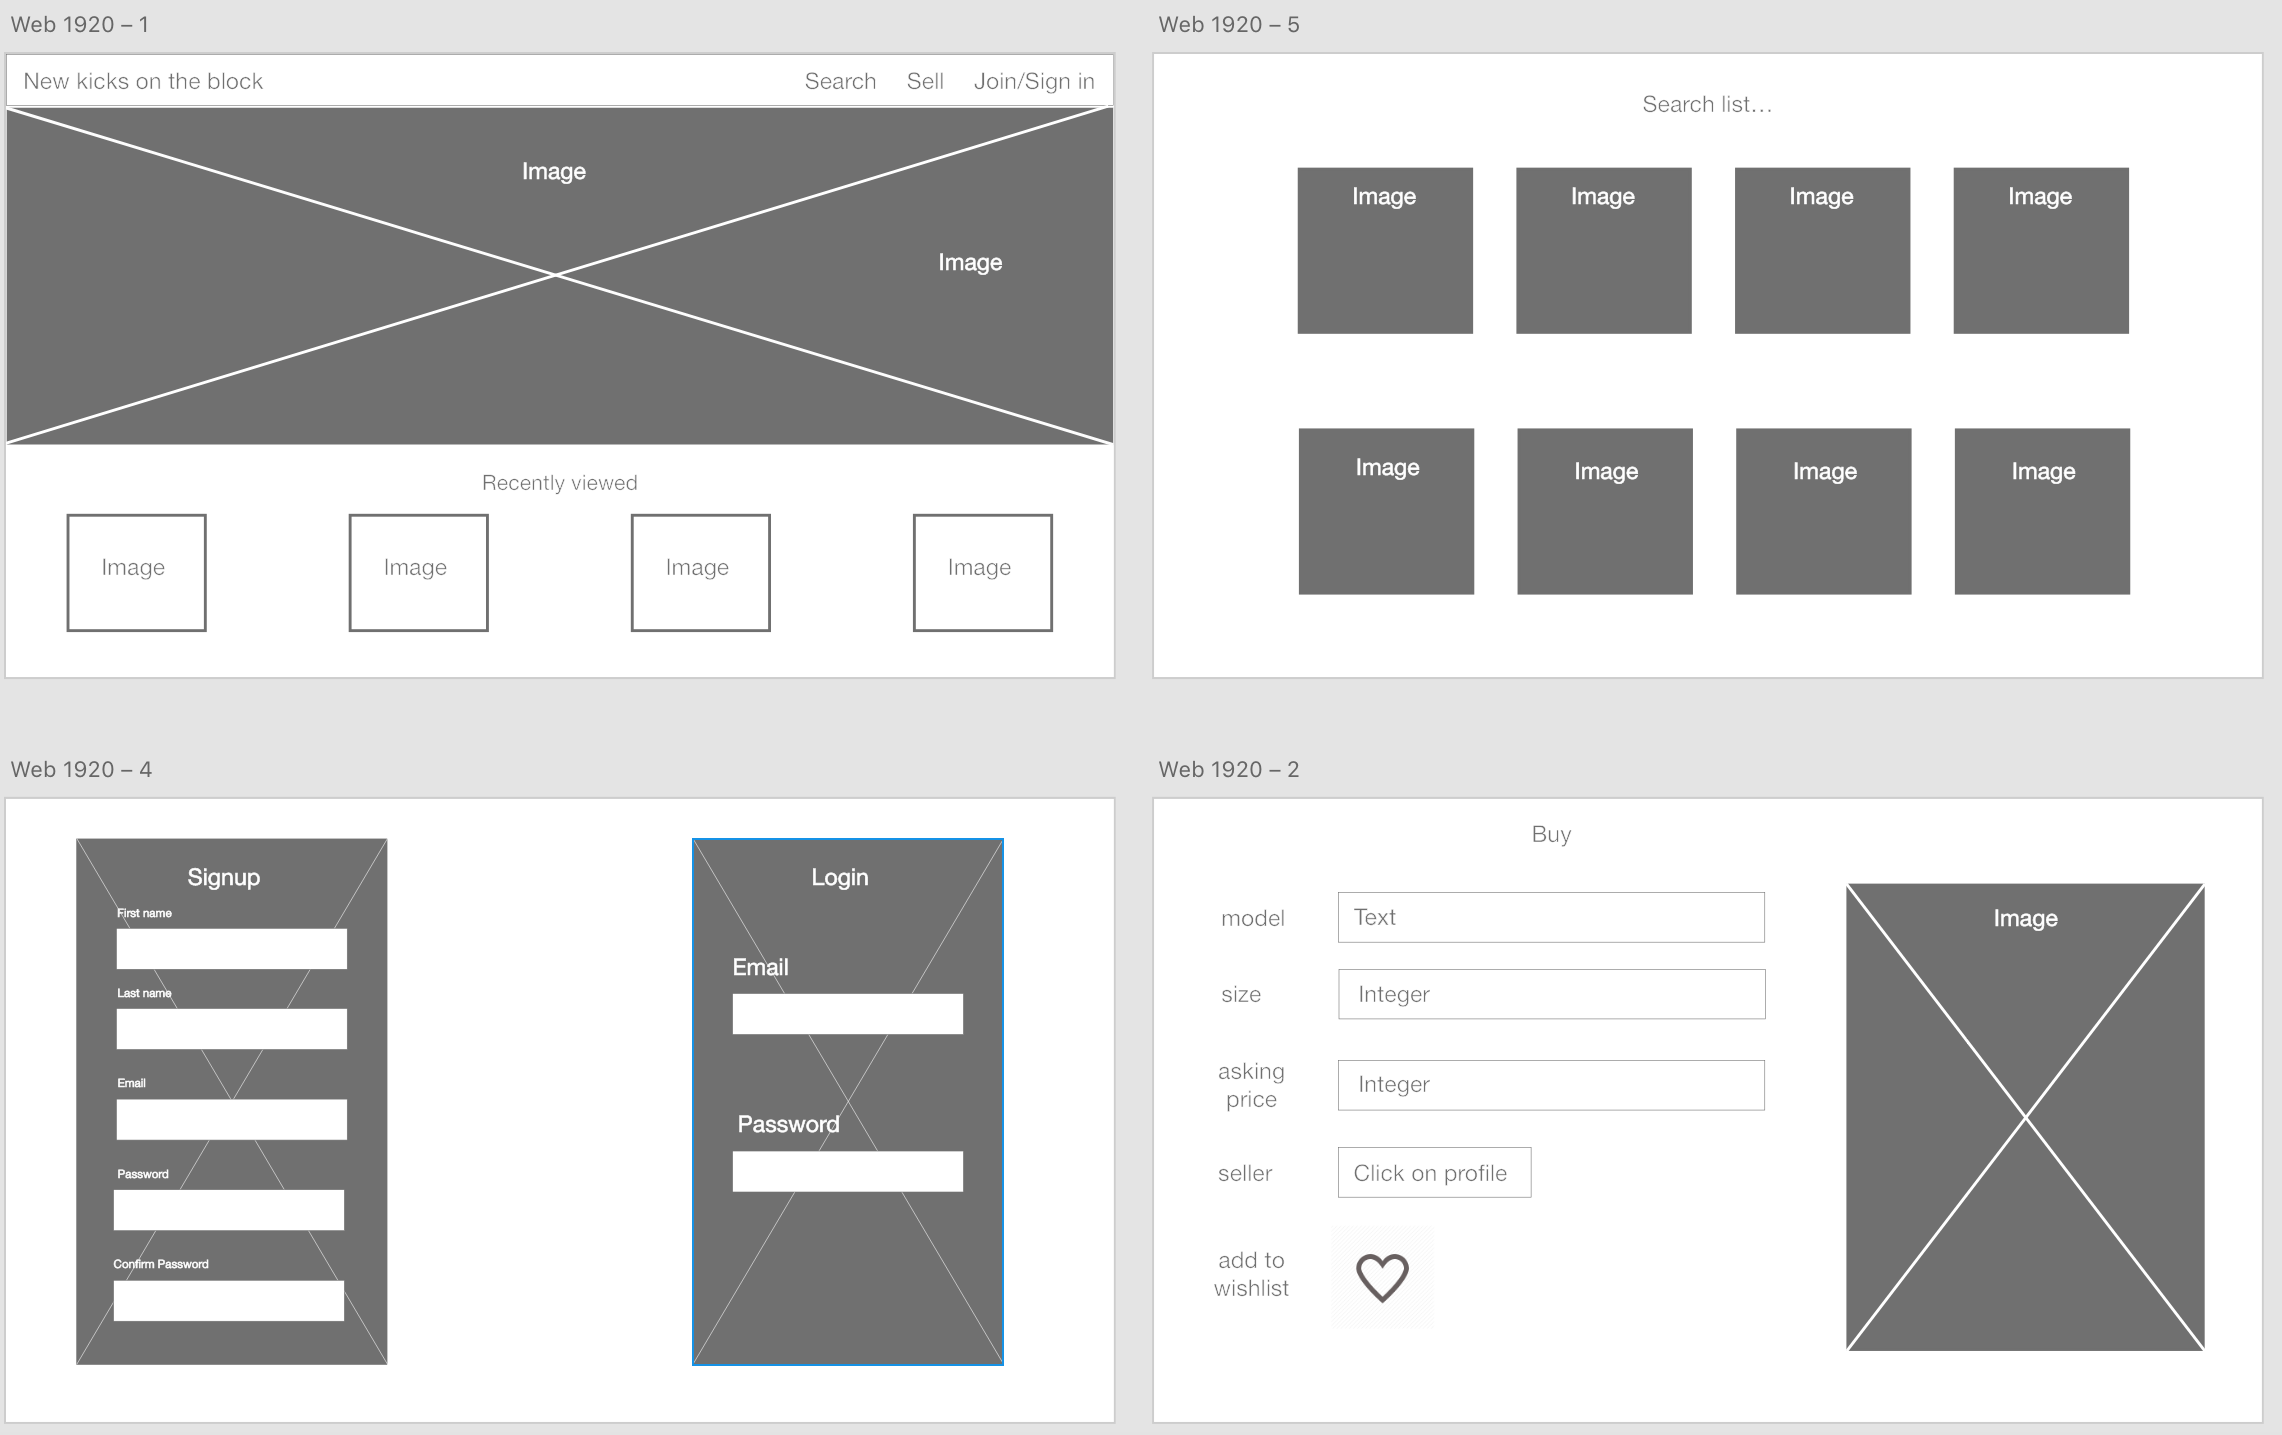 Web 1920 – 1
New kicks on the block
Search
Sell
Join/Sign in
Image
Image
Recently viewed
Image
Image
Image
Image
Web 1920 – 5
Search list...
Image
Image
Image
Image
Image
Image
Image
Image
Web 1920 – 4
Signup
First name
Last name
Email
Password
Confirm Password
Login
Email
Password
Web 1920 – 2
Buy
model
Text
size
Integer
asking
price
Integer
seller
Click on profile
add to
wishlist
Image